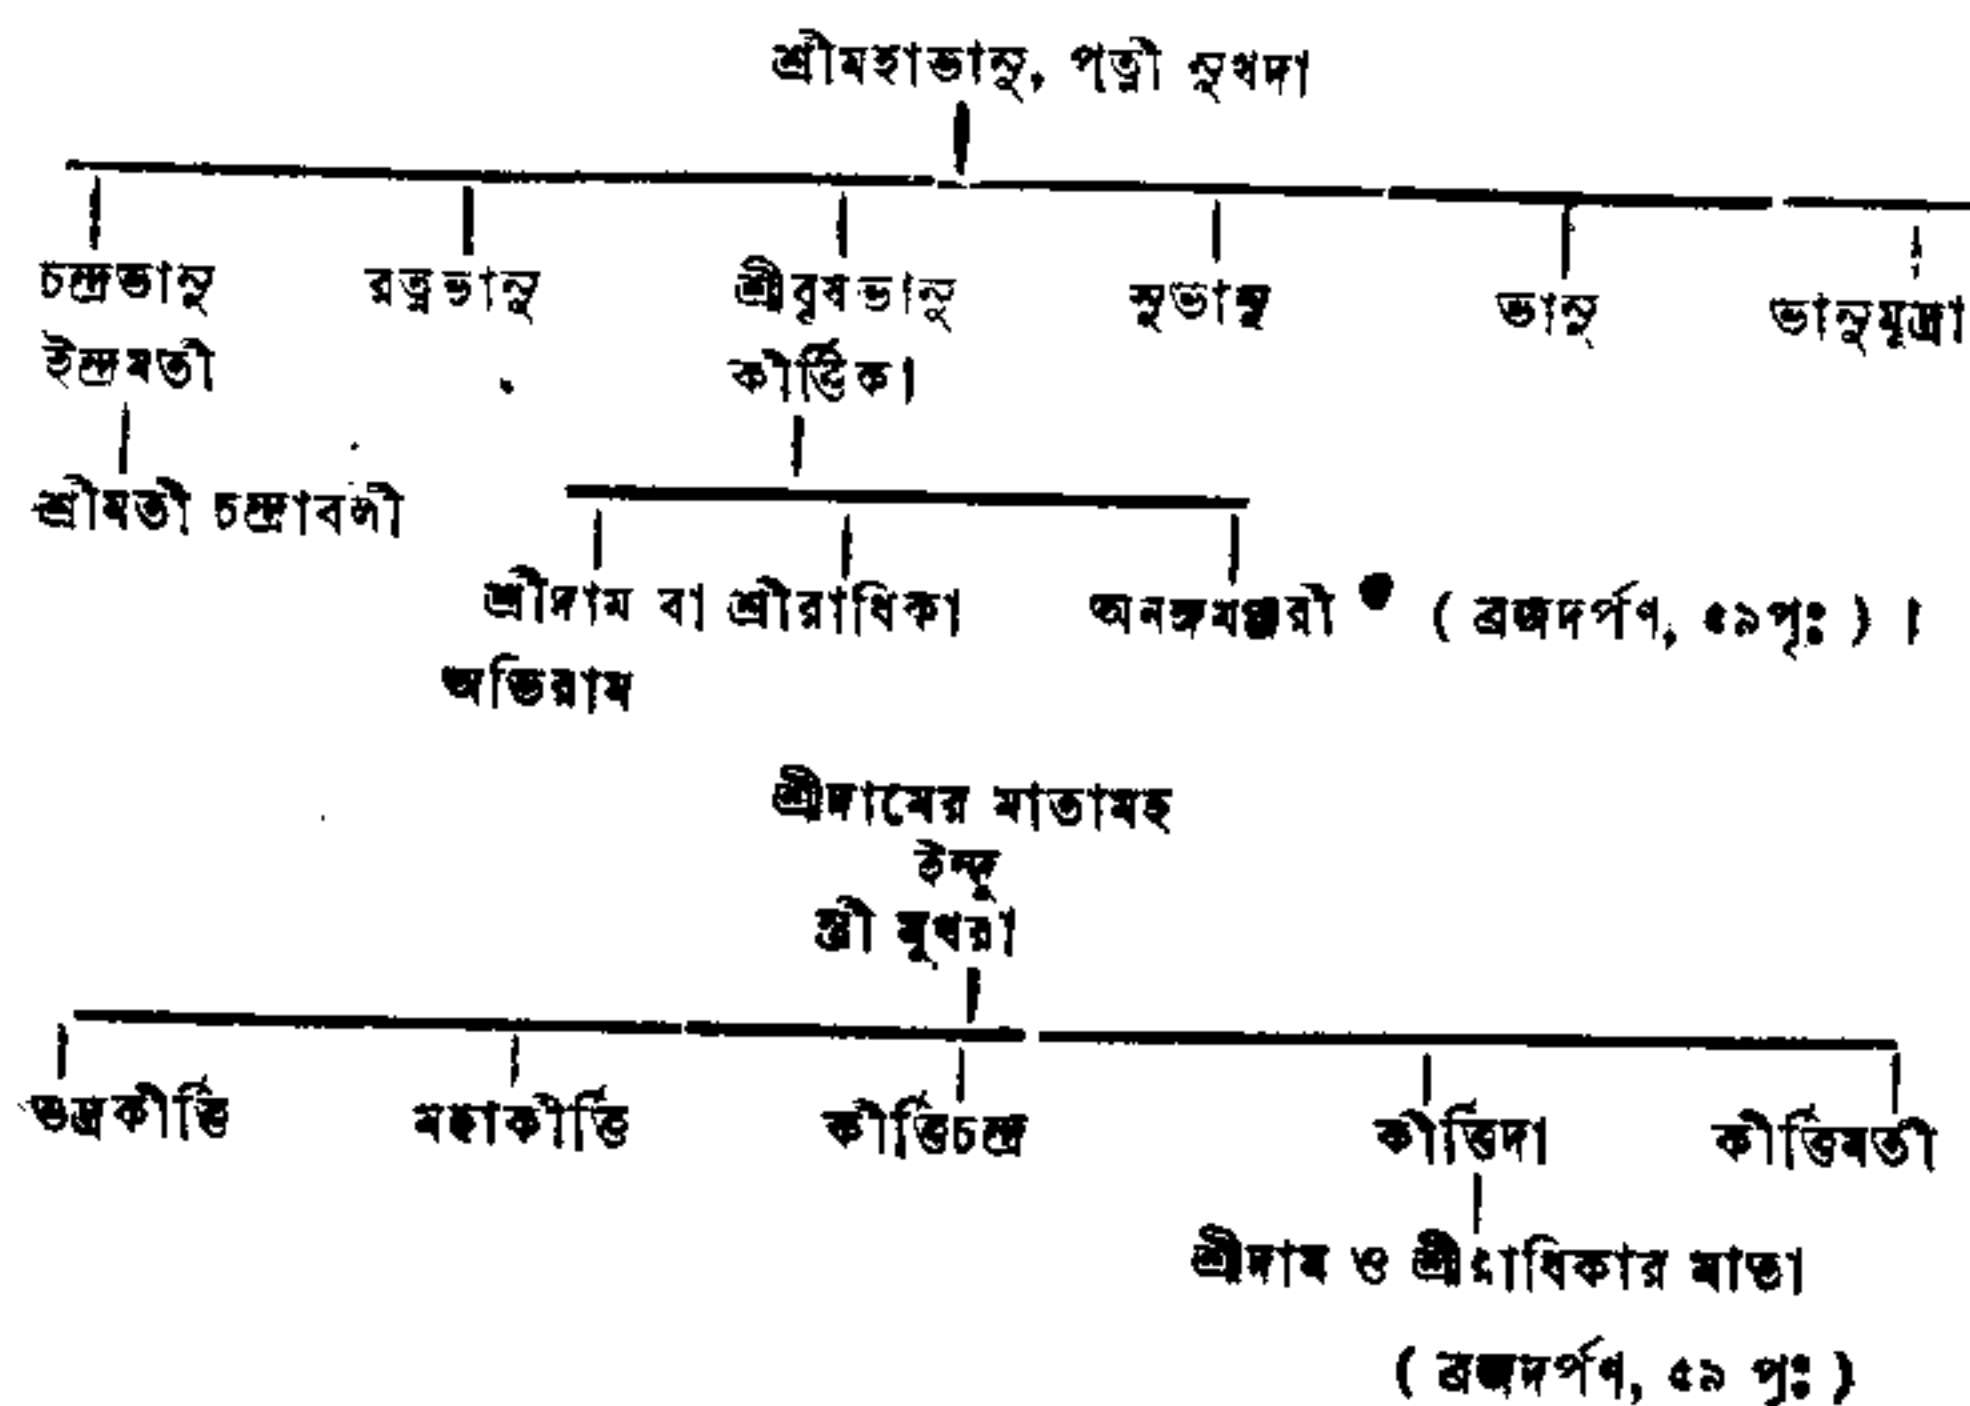 শ্রীমহাভানু, পত্নী সুখদা
চন্দ্রভানু রত্নভানু শ্রীবৃষভানু সুভানু ভানু ভানুমুদ্রা
ইন্দুমতী কীর্ত্তিকা
শ্রীমতী চন্দ্রাবলী
শ্রীদাম বা শ্রীরাধিকা অনঙ্গমঞ্জরী ( ব্রজদর্পণ, ৫৯পৃঃ ) ।
অভিরাম
শ্রীদামের মাতামহ
ইন্দু
স্ত্রী মুখরা
ভদ্রকীর্ত্তি মহাকীর্ত্তি কীর্ত্তিচন্দ্র কীর্ত্তিদা কীর্ত্তিমতী
শ্রীদাম ও শ্রীরাধিকার মাতা
( ব্রজদর্পণ, ৫৯ পৃঃ )